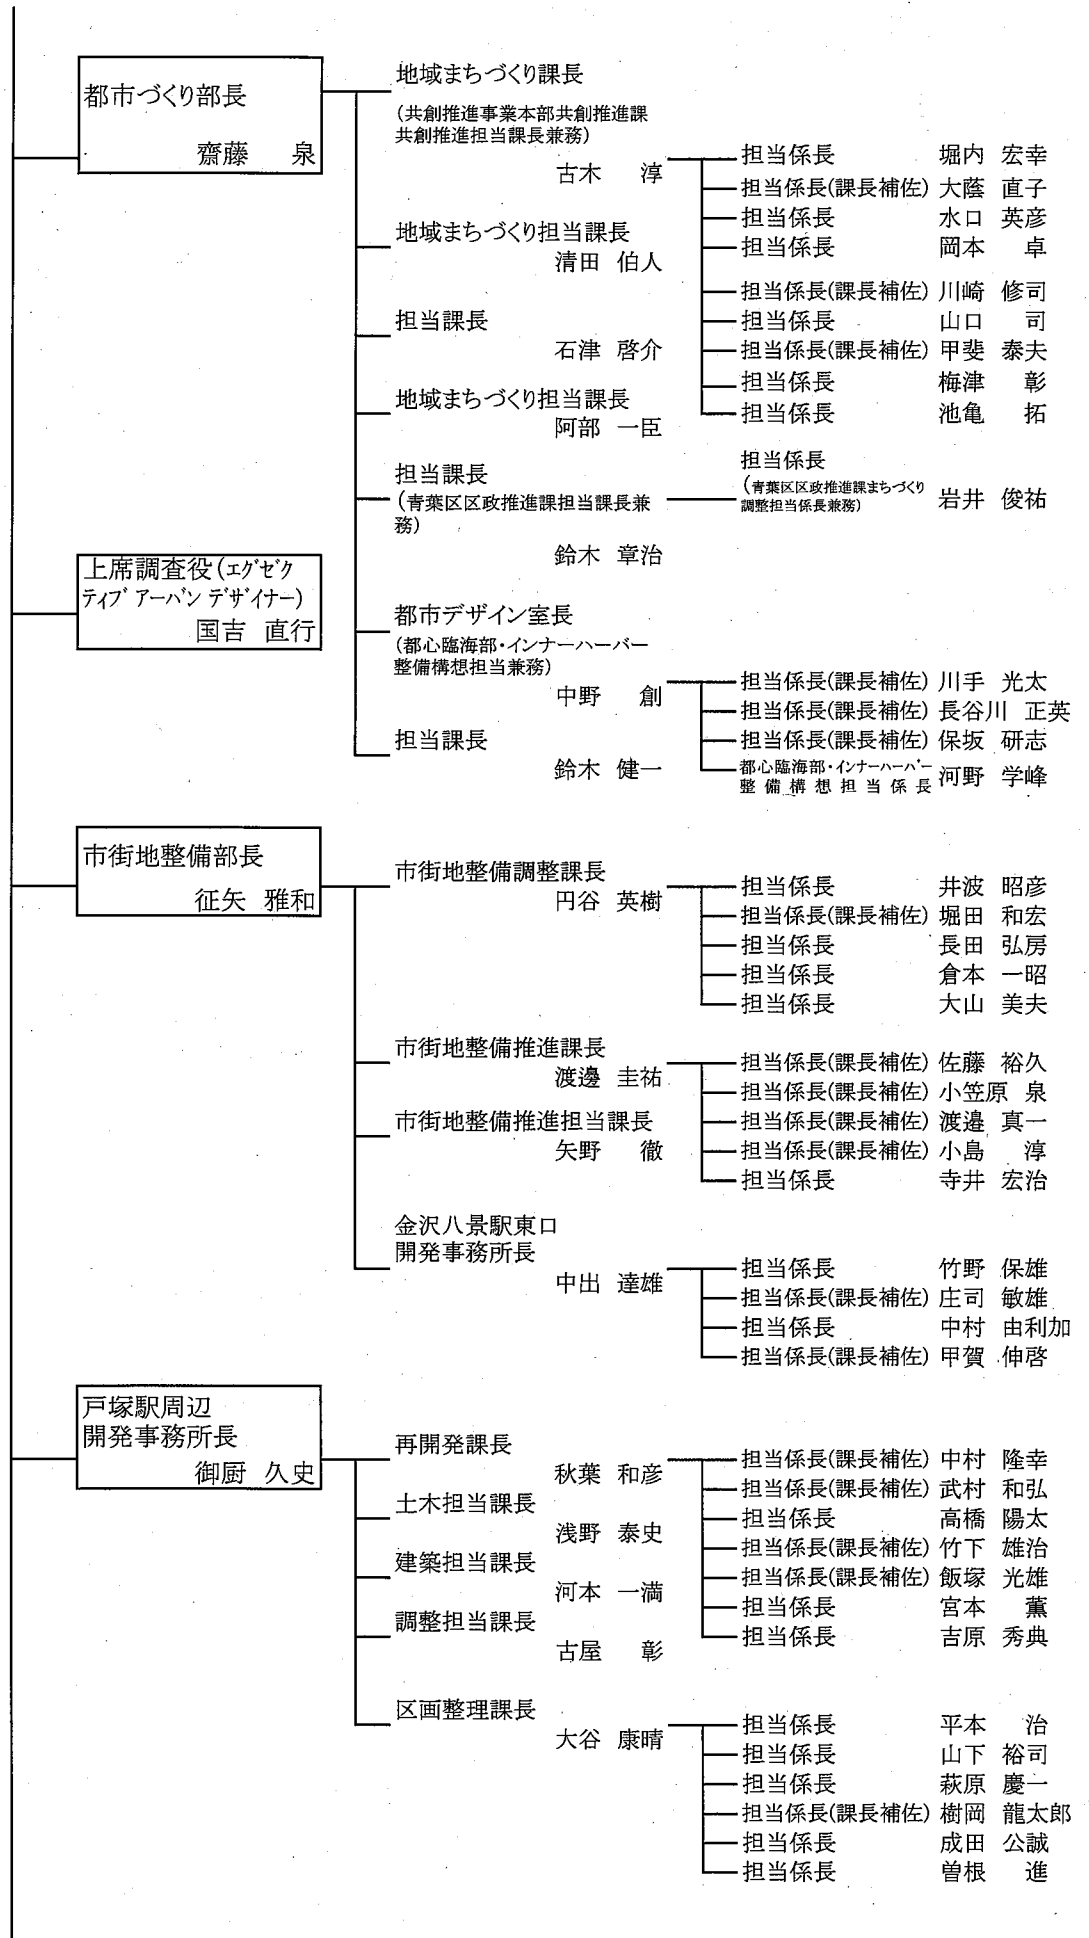 都市づくり部長
齋藤 泉
地域まちづくり課長
(共創推進事業本部共創推進課
共創推進担当課長兼務)
古木 淳
担当係長 堀内 宏幸
担当係長(課長補佐) 大蔭 直子
担当係長 水口 英彦
担当係長 岡本 卓
担当係長(課長補佐) 川崎 修司
担当係長 山口 司
担当係長(課長補佐) 甲斐 泰夫
担当係長 梅津 彰
担当係長 池亀 拓
地域まちづくり担当課長
清田 伯人
担当課長
石津 啓介
地域まちづくり担当課長
阿部 一臣
担当課長
(青葉区区政推進課担当課長兼
務)
鈴木 章治
担当係長
(青葉区区政推進課まちづくり
調整担当係長兼務)
岩井 俊祐
上席調査役(エグゼク
ティブ アーバン デザイナー)
国吉 直行
都市デザイン室長
(都心臨海部・インナーハーバー
整備構想担当兼務)
中野 創
担当係長(課長補佐) 川手 光太
担当係長(課長補佐) 長谷川 正英
担当係長(課長補佐) 保坂 研志
都心臨海部・インナーハーバー
整備構想担当係長
河野 学峰
担当課長
鈴木 健一
市街地整備部長
征矢 雅和
市街地整備調整課長
円谷 英樹
担当係長 井波 昭彦
担当係長(課長補佐) 堀田 和宏
担当係長 長田 弘房
担当係長 倉本 一昭
担当係長 大山 美夫
市街地整備推進課長
渡邊 圭祐
担当係長(課長補佐) 佐藤 裕久
担当係長(課長補佐) 小笠原 泉
担当係長(課長補佐) 渡邉 真一
担当係長(課長補佐) 小島 淳
担当係長 寺井 宏治
市街地整備推進担当課長
矢野 徹
金沢八景駅東口
開発事務所長
中出 達雄
担当係長 竹野 保雄
担当係長(課長補佐) 庄司 敏雄
担当係長 中村 由利加
担当係長(課長補佐) 甲賀 伸啓
戸塚駅周辺
開発事務所長
御厨 久史
再開発課長
秋葉 和彦
担当係長(課長補佐) 中村 隆幸
担当係長(課長補佐) 武村 和弘
担当係長 高橋 陽太
担当係長(課長補佐) 竹下 雄治
担当係長(課長補佐) 飯塚 光雄
担当係長 宮本 薫
担当係長 吉原 秀典
土木担当課長
浅野 泰史
建築担当課長
河本 一満
調整担当課長
古屋 彰
区画整理課長
大谷 康晴
担当係長 平本 治
担当係長 山下 裕司
担当係長 萩原 慶一
担当係長(課長補佐) 樹岡 龍太郎
担当係長 成田 公誠
担当係長 曽根 進